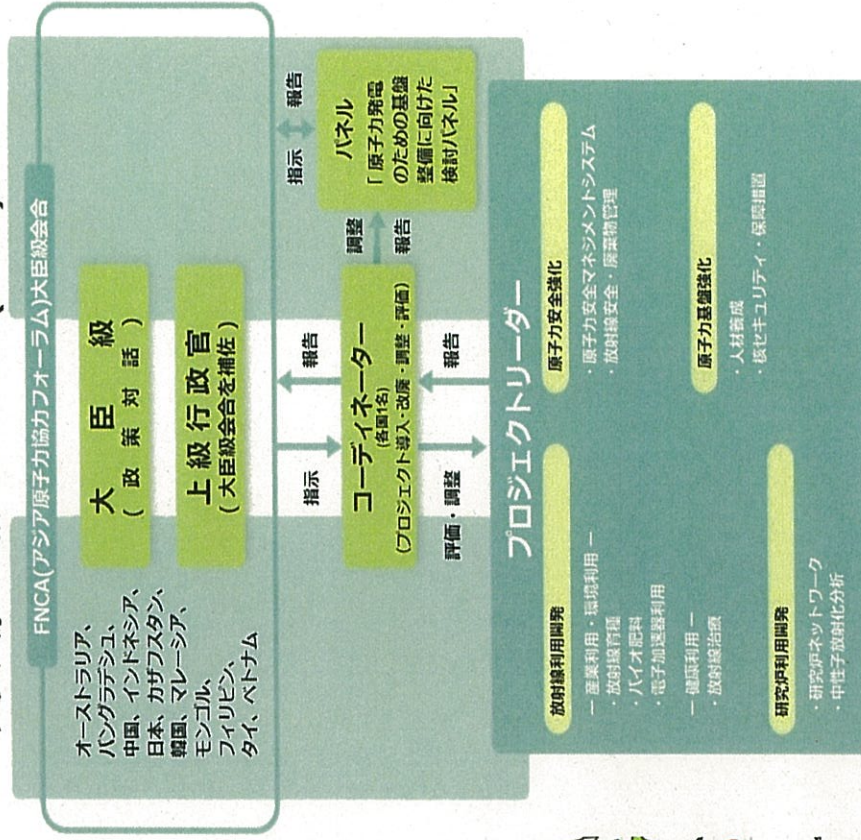 FNCA(アジア原子力協力フォーラム)大臣級会合
オーストラリア、
バングラデシュ、
中国、インドネシア、
日本、カザフスタン、
韓国、マレーシア、
モンゴル、
フィリピン、
タイ、ベトナム
大臣級
(政策対話)
上級行政官
(大臣級会合を補佐)
指示
報告
指示
報告
コーディネーター
(各国1名)
(プロジェクト導入・改廃・調整・評価)
調整
報告
パネル
「原子力発電
のための基盤
整備に向けた
検討パネル」
評価・調整
報告
プロジェクトリーダー
放射線利用開発
― 産業利用・環境利用 ―
・放射線育種
・バイオ肥料
・電子加速器利用
― 健康利用 ―
・放射線治療
研究炉利用開発
・研究炉ネットワーク
・中性子放射化分析
原子力安全強化
・原子力安全マネジメントシステム
・放射線安全・廃棄物管理
原子力基盤強化
・人材養成
・核セキュリティ・保障措置